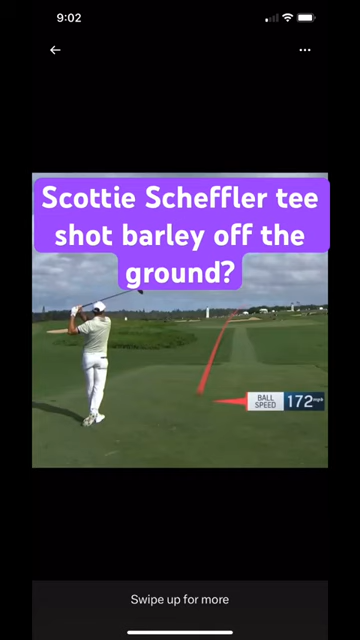 9:02
Scottie Scheffler tee
shot barley off the
ground?
BALL
SPEED
172mph
Swipe up for more